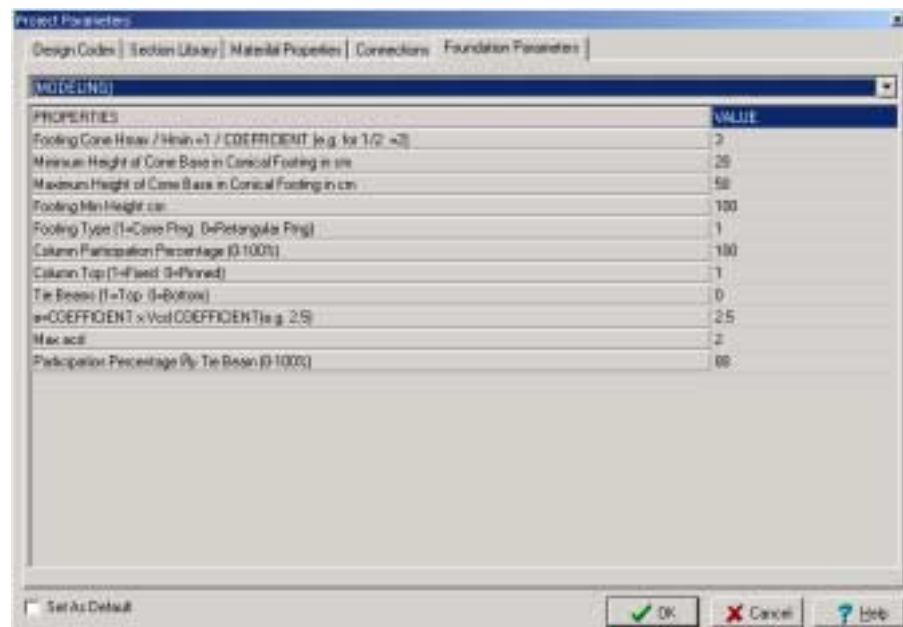 Project Parameters
Design Codes | Section Library | Material Properties | Connections | Foundation Parameters
[MODELING]
PROPERTIES VALUE
Footing Cone Hmax / Hmin =1 / COEFFICIENT (e.g. for 1/2 =2) 3
Minimum Height of Cone Base in Conical Footing in cm 20
Maximum Height of Cone Base in Conical Footing in cm 50
Footing Min Height cm 100
Footing Type (1=Cone Ftng 0=Retangular Ftng) 1
Column Participation Percentage (0-100%) 100
Column Top (1=Fixed 0=Pinned) 1
Tie Beams (1=Top 0=Bottom) 0
COEFFICIENT (e.g. 2.5) 2.5
Max acd 2
Participation Percentage By Tie Beam (0-100%)
Set As Default
OK
Cancel
Help